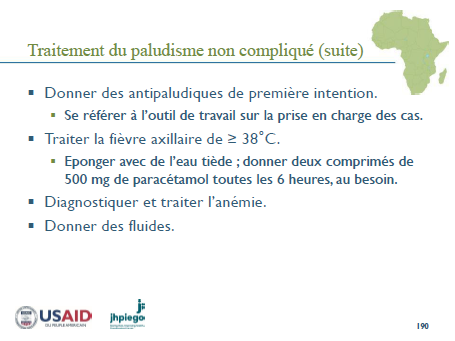 Traitement du paludisme non compliqué (suite)
▪ Donner des antipaludiques de première intention.
▪ Se référer à l'outil de travail sur la prise en charge des cas.
▪ Traiter la fièvre axillaire de ≥ 38˚C.
▪ Eponger avec de l'eau tiède ; donner deux comprimés de
500 mg de paracétamol toutes les 6 heures, au besoin.
▪ Diagnostiquer et traiter l'anémie.
▪ Donner des fluides.
USAID
jhpiego
190